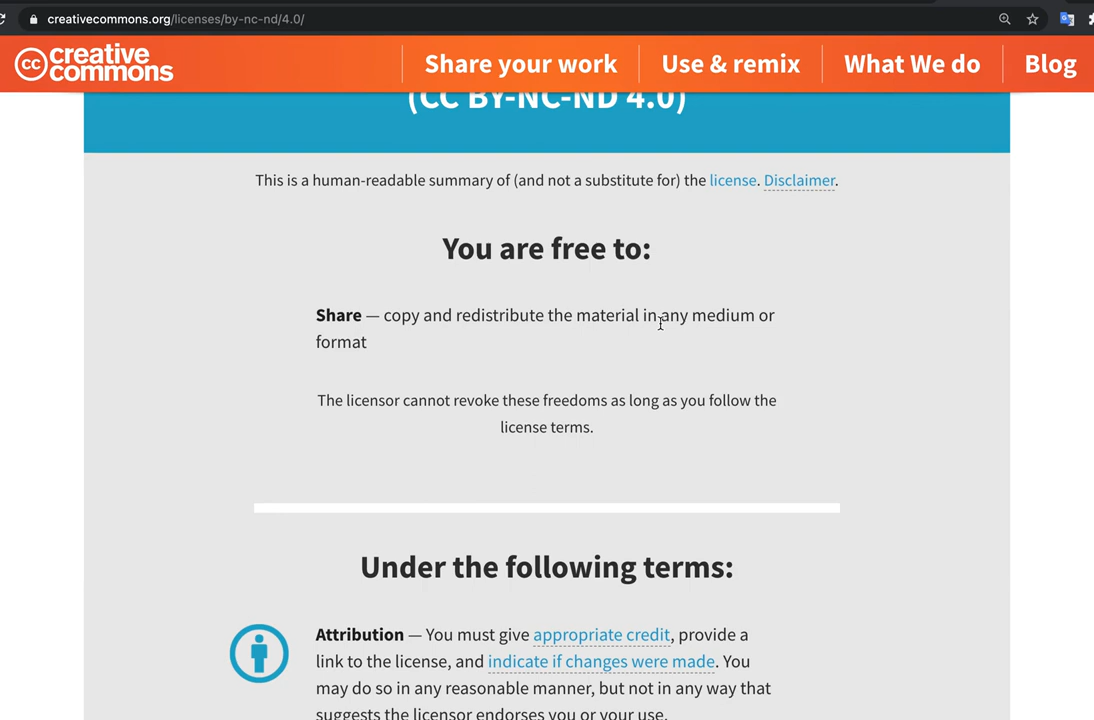 creativecommons.org/licenses/by-nc-nd/4.0/
cc creative commons
Share your work
Use & remix
What We do
Blog
(CC BY-NC-ND 4.0)
This is a human-readable summary of (and not a substitute for) the license. Disclaimer.
You are free to:
Share — copy and redistribute the material in any medium or
format
The licensor cannot revoke these freedoms as long as you follow the
license terms.
Under the following terms:
Attribution — You must give appropriate credit, provide a
link to the license, and indicate if changes were made. You
may do so in any reasonable manner, but not in any way that
suggests the licensor endorses you or your use.